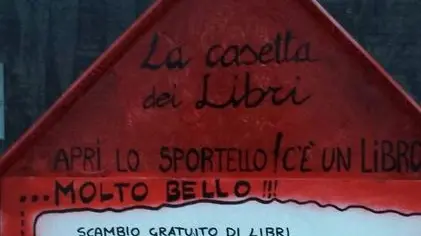 La casetta
dei Libri
APRI LO SPORTELLO! C'È UN LIBRO
...MOLTO BELLO!!!
SCAMBIO GRATUITO DI LIBRI